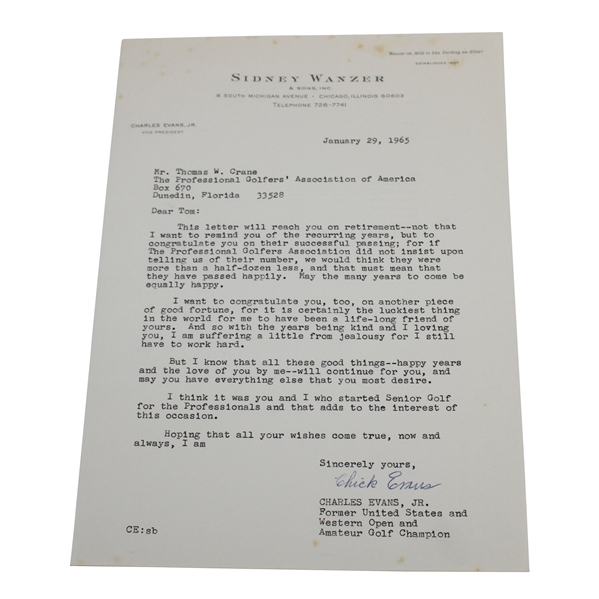 Wanzer on Milk is like Sterling on Silver
ESTABLISHED 1857
SIDNEY WANZER
& SONS, INC.
8 SOUTH MICHIGAN AVENUE · CHICAGO, ILLINOIS 60603
TELEPHONE 726-7741
CHARLES EVANS, JR.
VICE PRESIDENT
January 29, 1965
Mr. Thomas W. Crane
The Professional Golfers' Association of America
Box 670
Dunedin, Florida 33528
Dear Tom:
This letter will reach you on retirement--not that
I want to remind you of the recurring years, but to
congratulate you on their successful passing; for if
The Professional Golfers Association did not insist upon
telling us of their number, we would think they were
more than a half-dozen less, and that must mean that
they have passed happily. May the many years to come be
equally happy.
I want to congratulate you, too, on another piece
of good fortune, for it is certainly the luckiest thing
in the world for me to have been a life-long friend of
yours. And so with the years being kind and I loving
you, I am suffering a little from jealousy for I still
have to work hard.
But I know that all these good things--happy years
and the love of you by me--will continue for you, and
may you have everything else that you most desire.
I think it was you and I who started Senior Golf
for the Professionals and that adds to the interest of
this occasion.
Hoping that all your wishes come true, now and
always, I am
Sincerely yours,
Chick Evans
CHARLES EVANS, JR.
Former United States and
Western Open and
Amateur Golf Champion
CE:sb